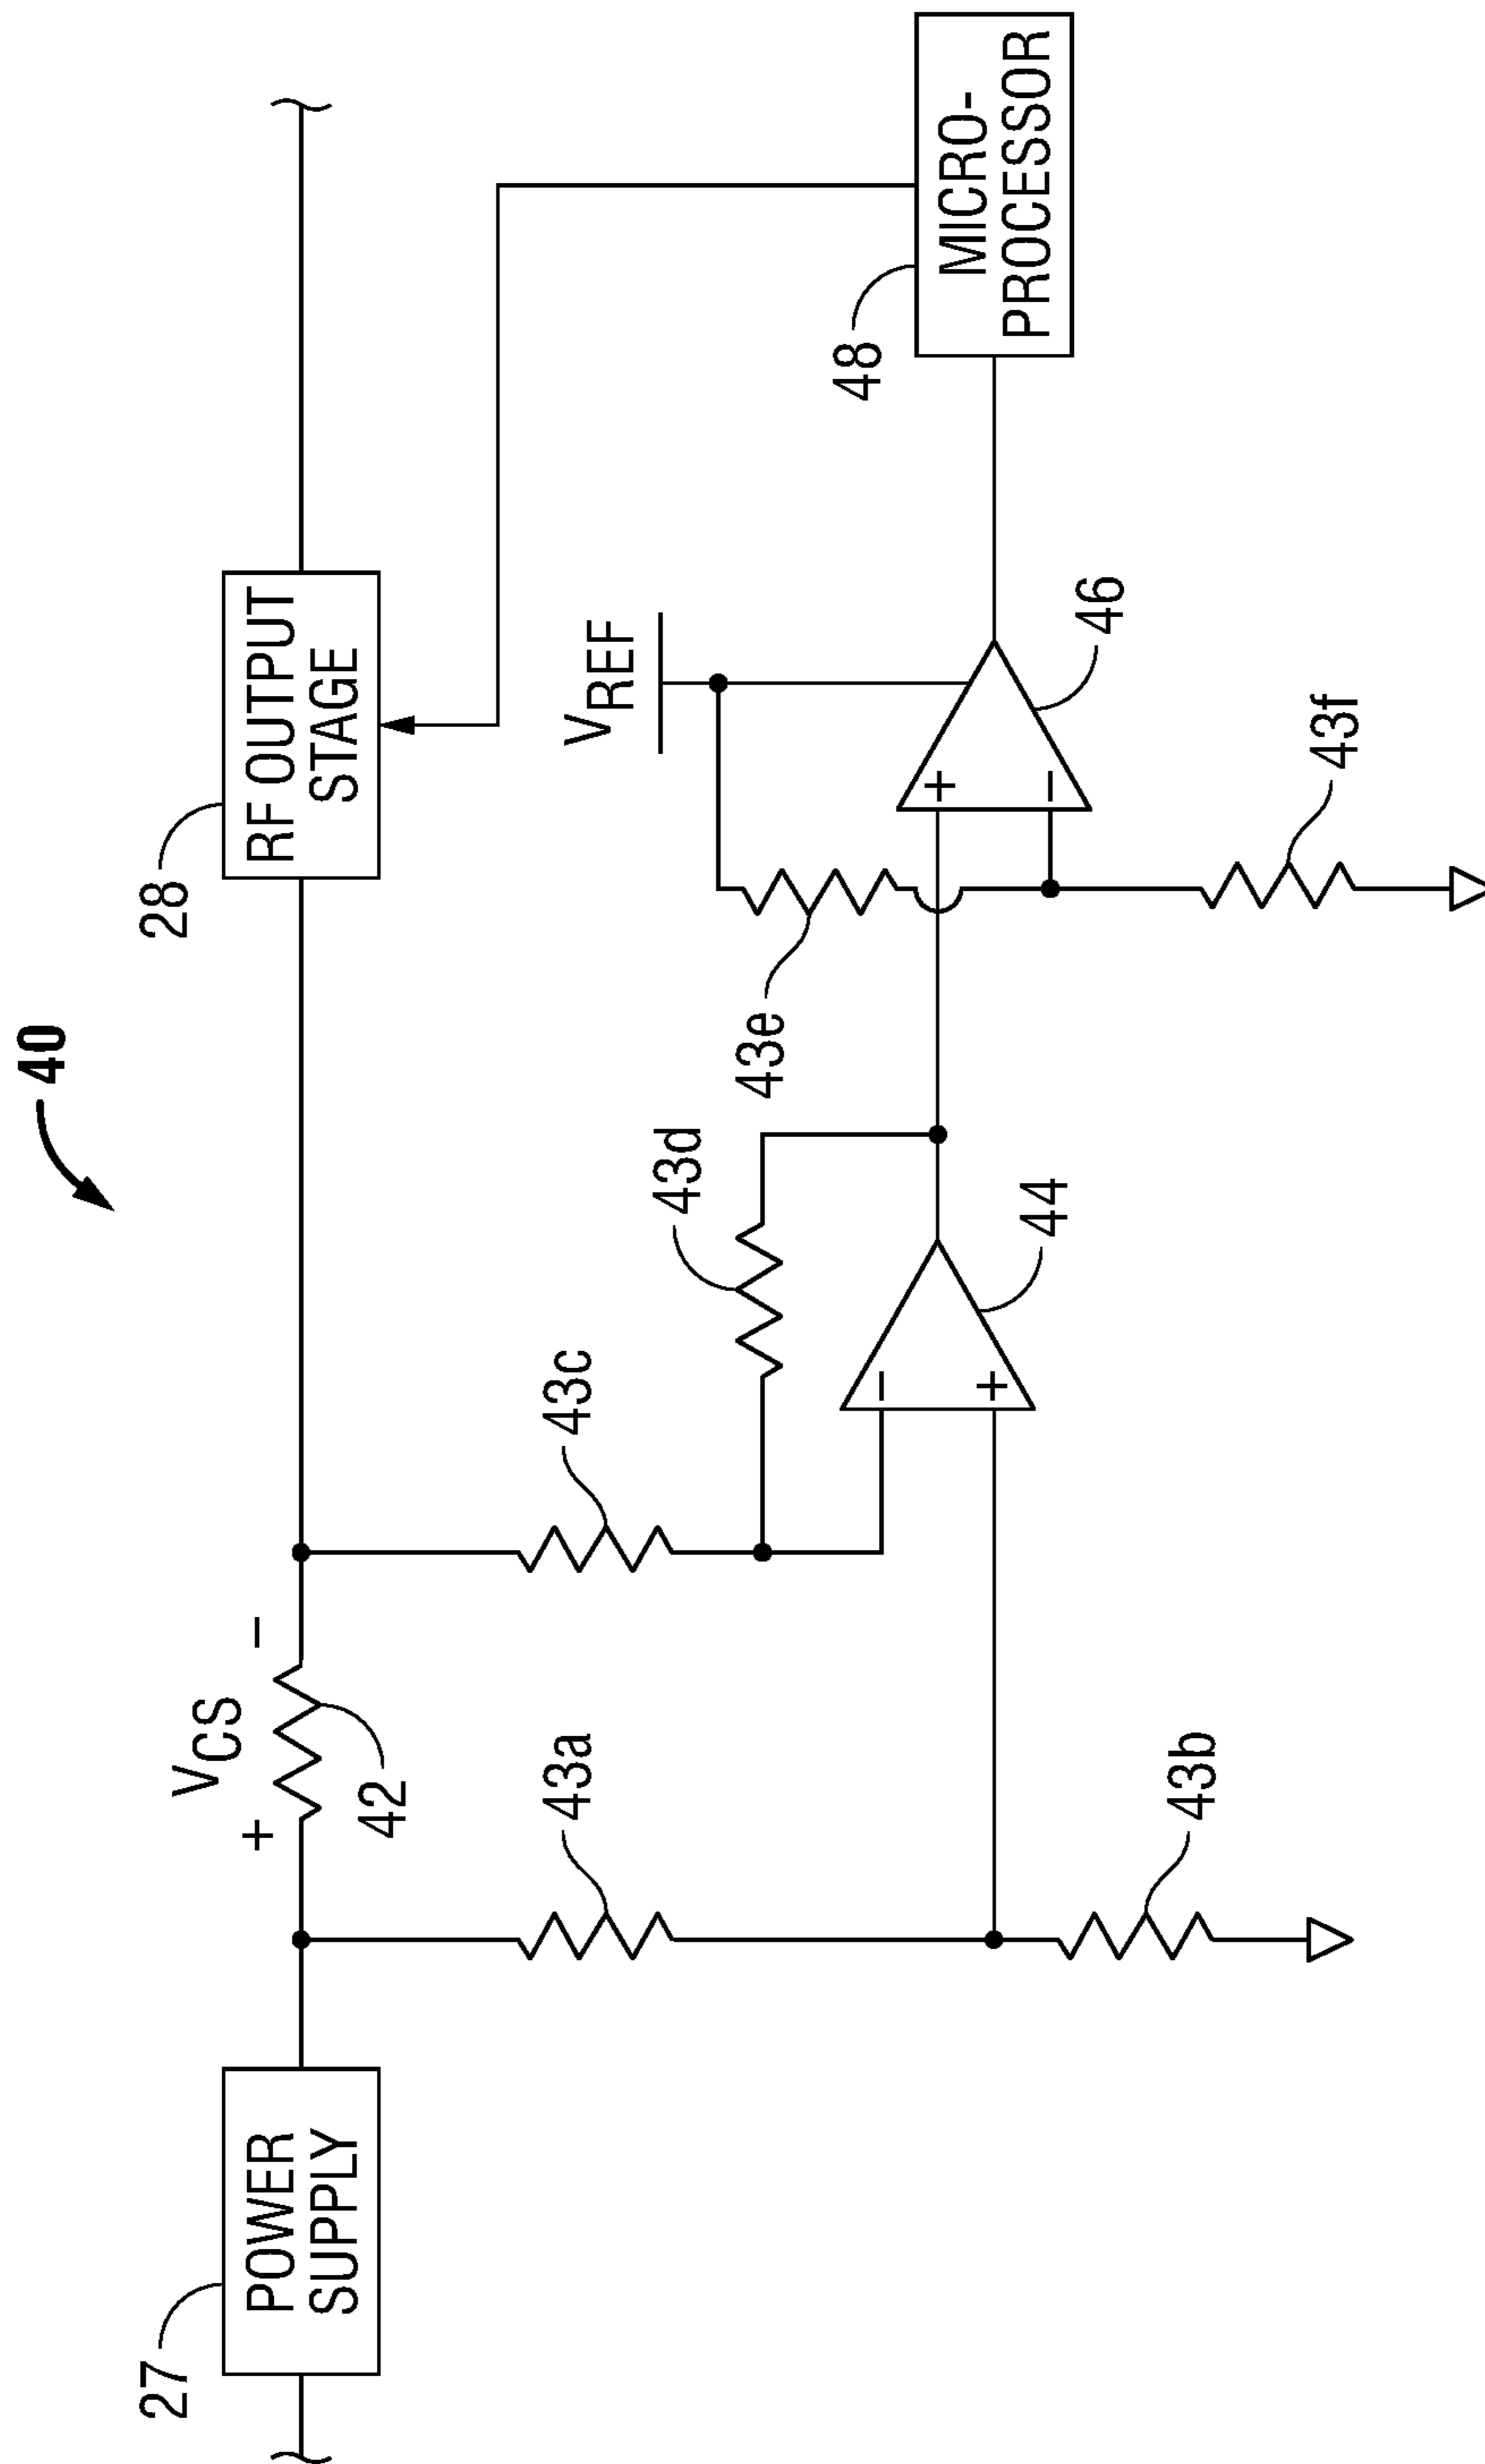 40
27
POWER
SUPPLY
+
VCS
−
42
28
RF OUTPUT
STAGE
43a
43c
43d
43e
VREF
48
MICRO-
PROCESSOR
−
+
44
+
−
46
43b
43f